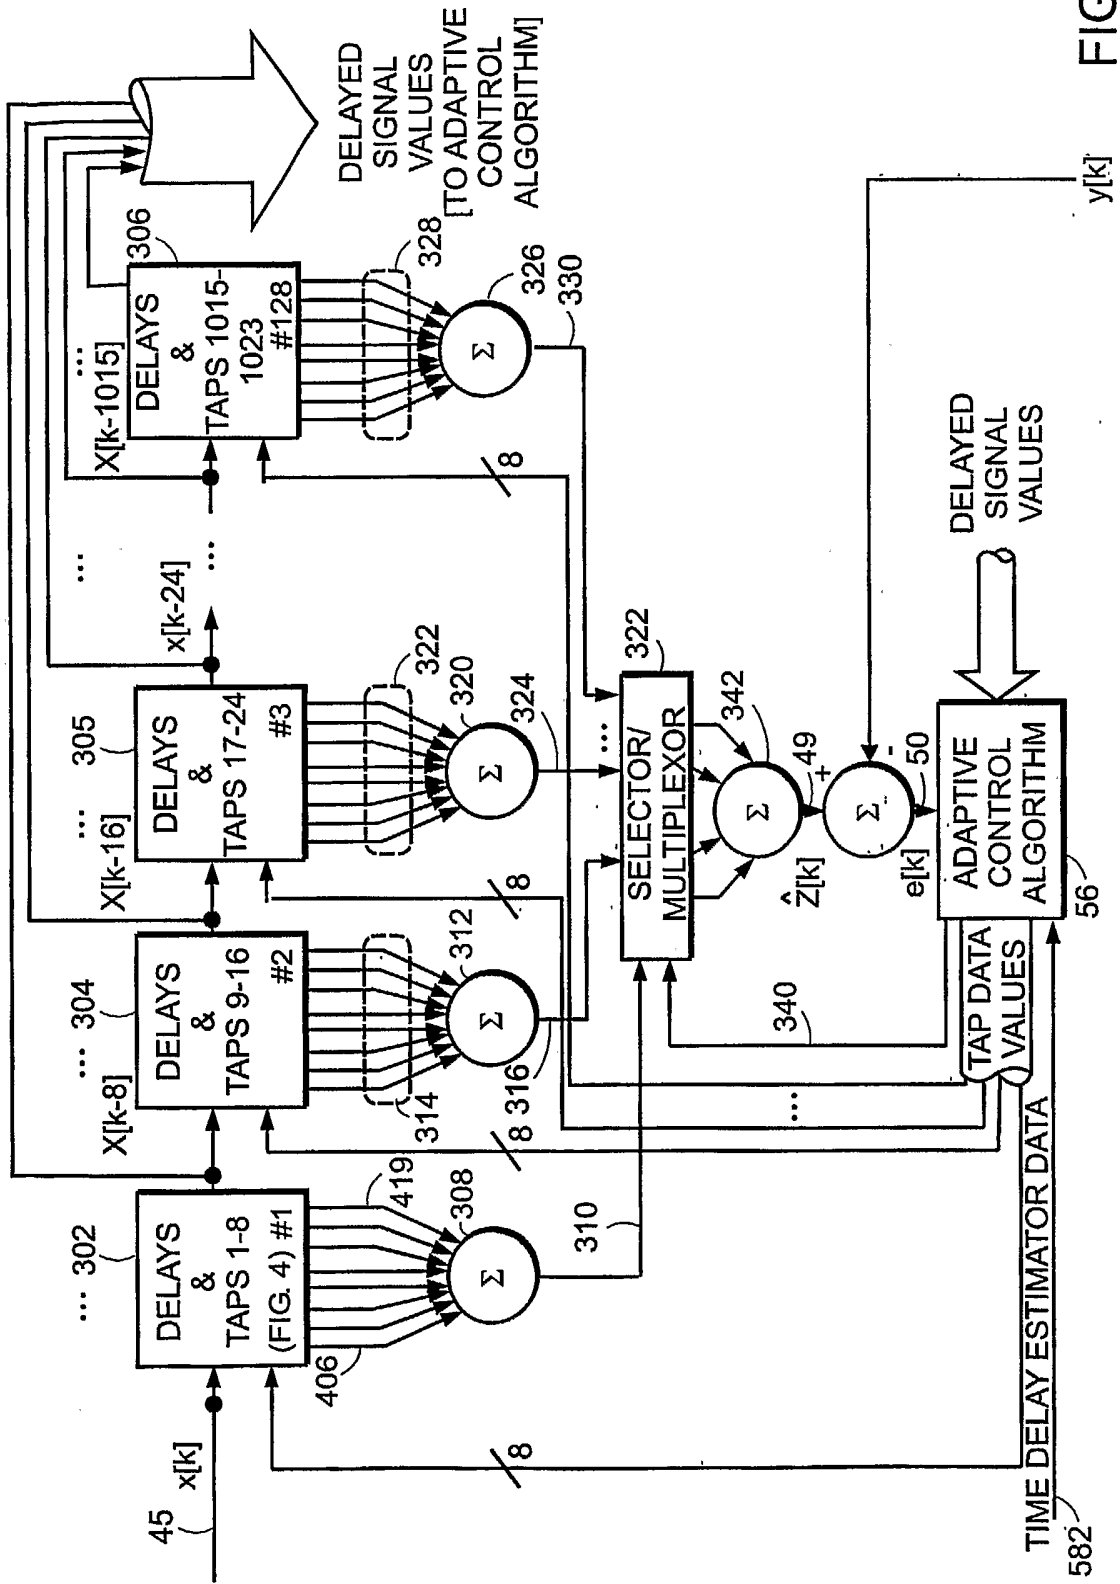 45
x[k]
... 302
DELAYS
&
TAPS 1-8
(FIG. 4) #1
406
419
308
Σ
310
8
X[k-8]
... 304
DELAYS
&
TAPS 9-16
#2
314
312
Σ
316
8
X[k-16]
...
305
DELAYS
&
TAPS 17-24
#3
322
320
Σ
324
8
x[k-24]
...
...
X[k-1015]
...
306
DELAYS
&
TAPS 1015-
1023
#128
328
326
Σ
330
8
DELAYED
SIGNAL
VALUES
[TO ADAPTIVE
CONTROL
ALGORITHM]
SELECTOR/
MULTIPLEXOR
322
...
342
Σ
49
+
Ẑ[k]
Σ
-
50
e[k]
y[k]
340
...
TAP DATA
VALUES
ADAPTIVE
CONTROL
ALGORITHM
56
DELAYED
SIGNAL
VALUES
TIME DELAY ESTIMATOR DATA
582
FIG